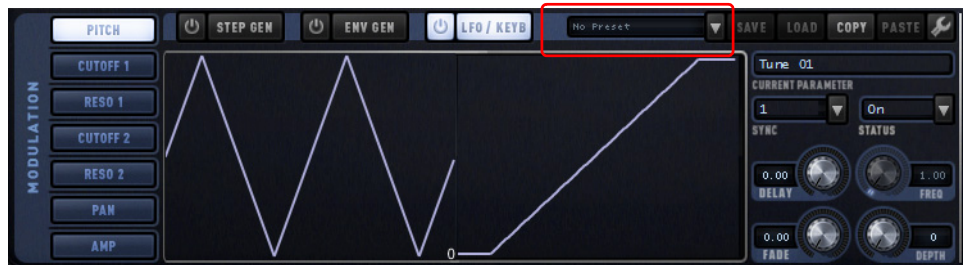 PITCH
STEP GEN
ENV GEN
LFO / KEYB
No Preset
SAVE
LOAD
COPY
PASTE
MODULATION
CUTOFF 1
RESO 1
CUTOFF 2
RESO 2
PAN
AMP
0
Tune 01
CURRENT PARAMETER
1
On
SYNC
STATUS
0.00
1.00
DELAY
FREQ
0.00
0
FADE
DEPTH